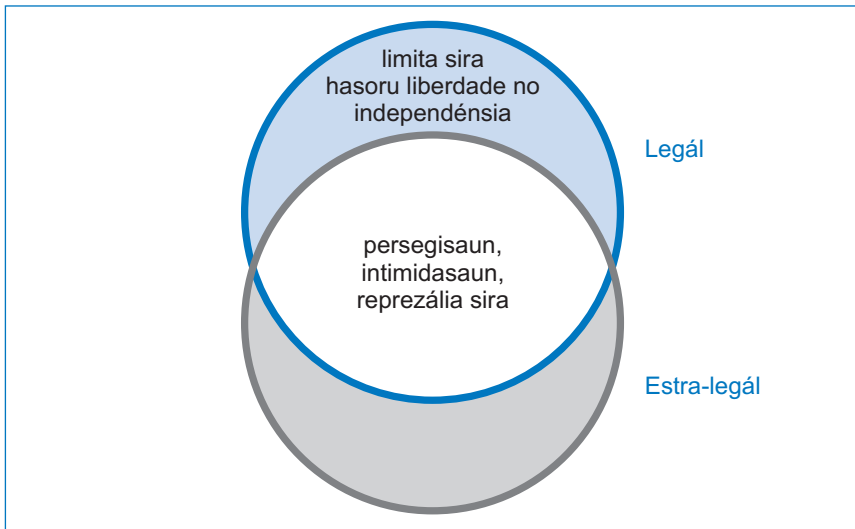 limita sira
hasoru liberdade no
independénsia
Legál
persegisaun,
intimidasaun,
reprezália sira
Estra-legál